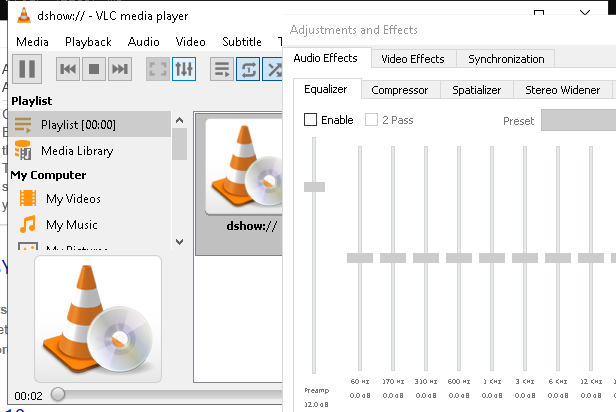 dshow:// - VLC media player
Media Playback Audio Video Subtitle T
Playlist
Playlist [00:00]
Media Library
My Computer
My Videos
My Music
My Pictures
dshow://
00:02
Adjustments and Effects
Audio Effects Video Effects Synchronization
Equalizer Compressor Spatializer Stereo Widener
Enable 2 Pass Preset
60 Hz 170 Hz 310 Hz 600 Hz 1 KHz 3 KHz 6 KHz 12 KHz
Preamp 0.0 dB 0.0 dB 0.0 dB 0.0 dB 0.0 dB 0.0 dB 0.0 dB 0.0 dB
12.0 dB